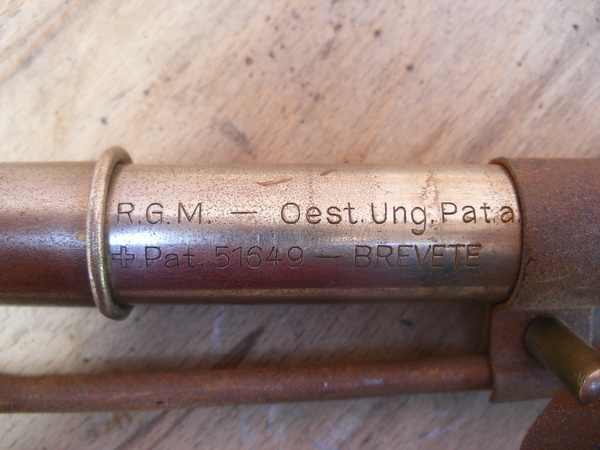 R.G.M. — Oest.Ung.Pat.a
✚ Pat. 51649 — BREVETE